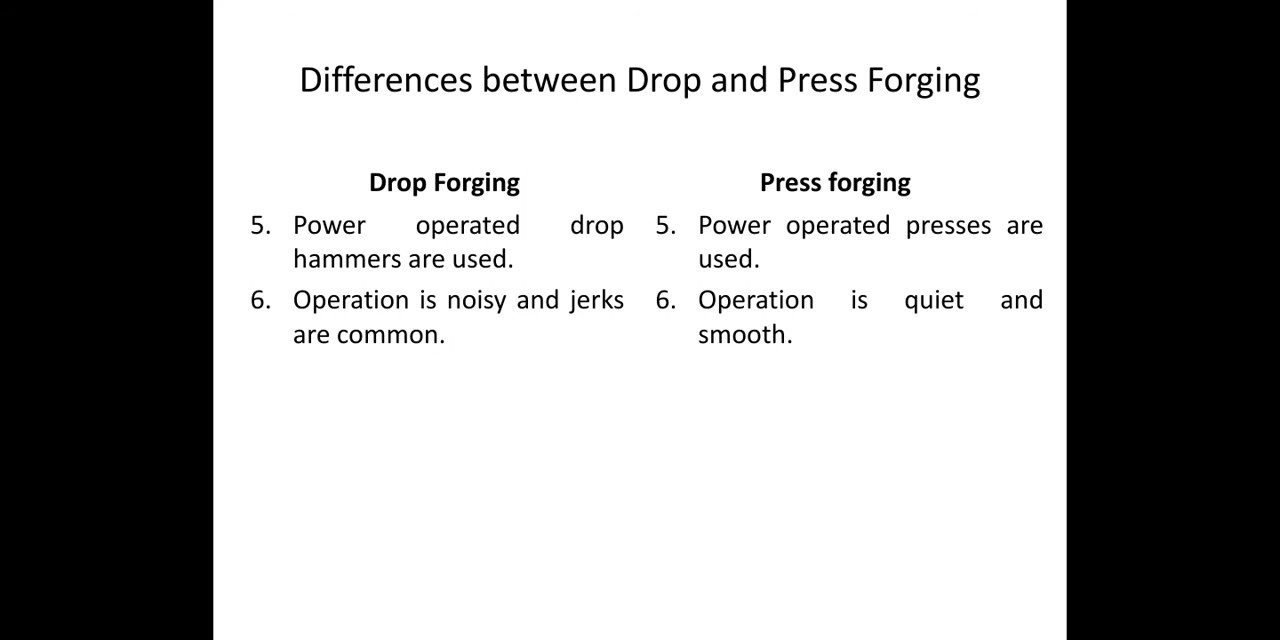 Differences between Drop and Press Forging
Drop Forging
5. Power operated drop
hammers are used.
6. Operation is noisy and jerks
are common.
Press forging
5. Power operated presses are
used.
6. Operation is quiet and
smooth.